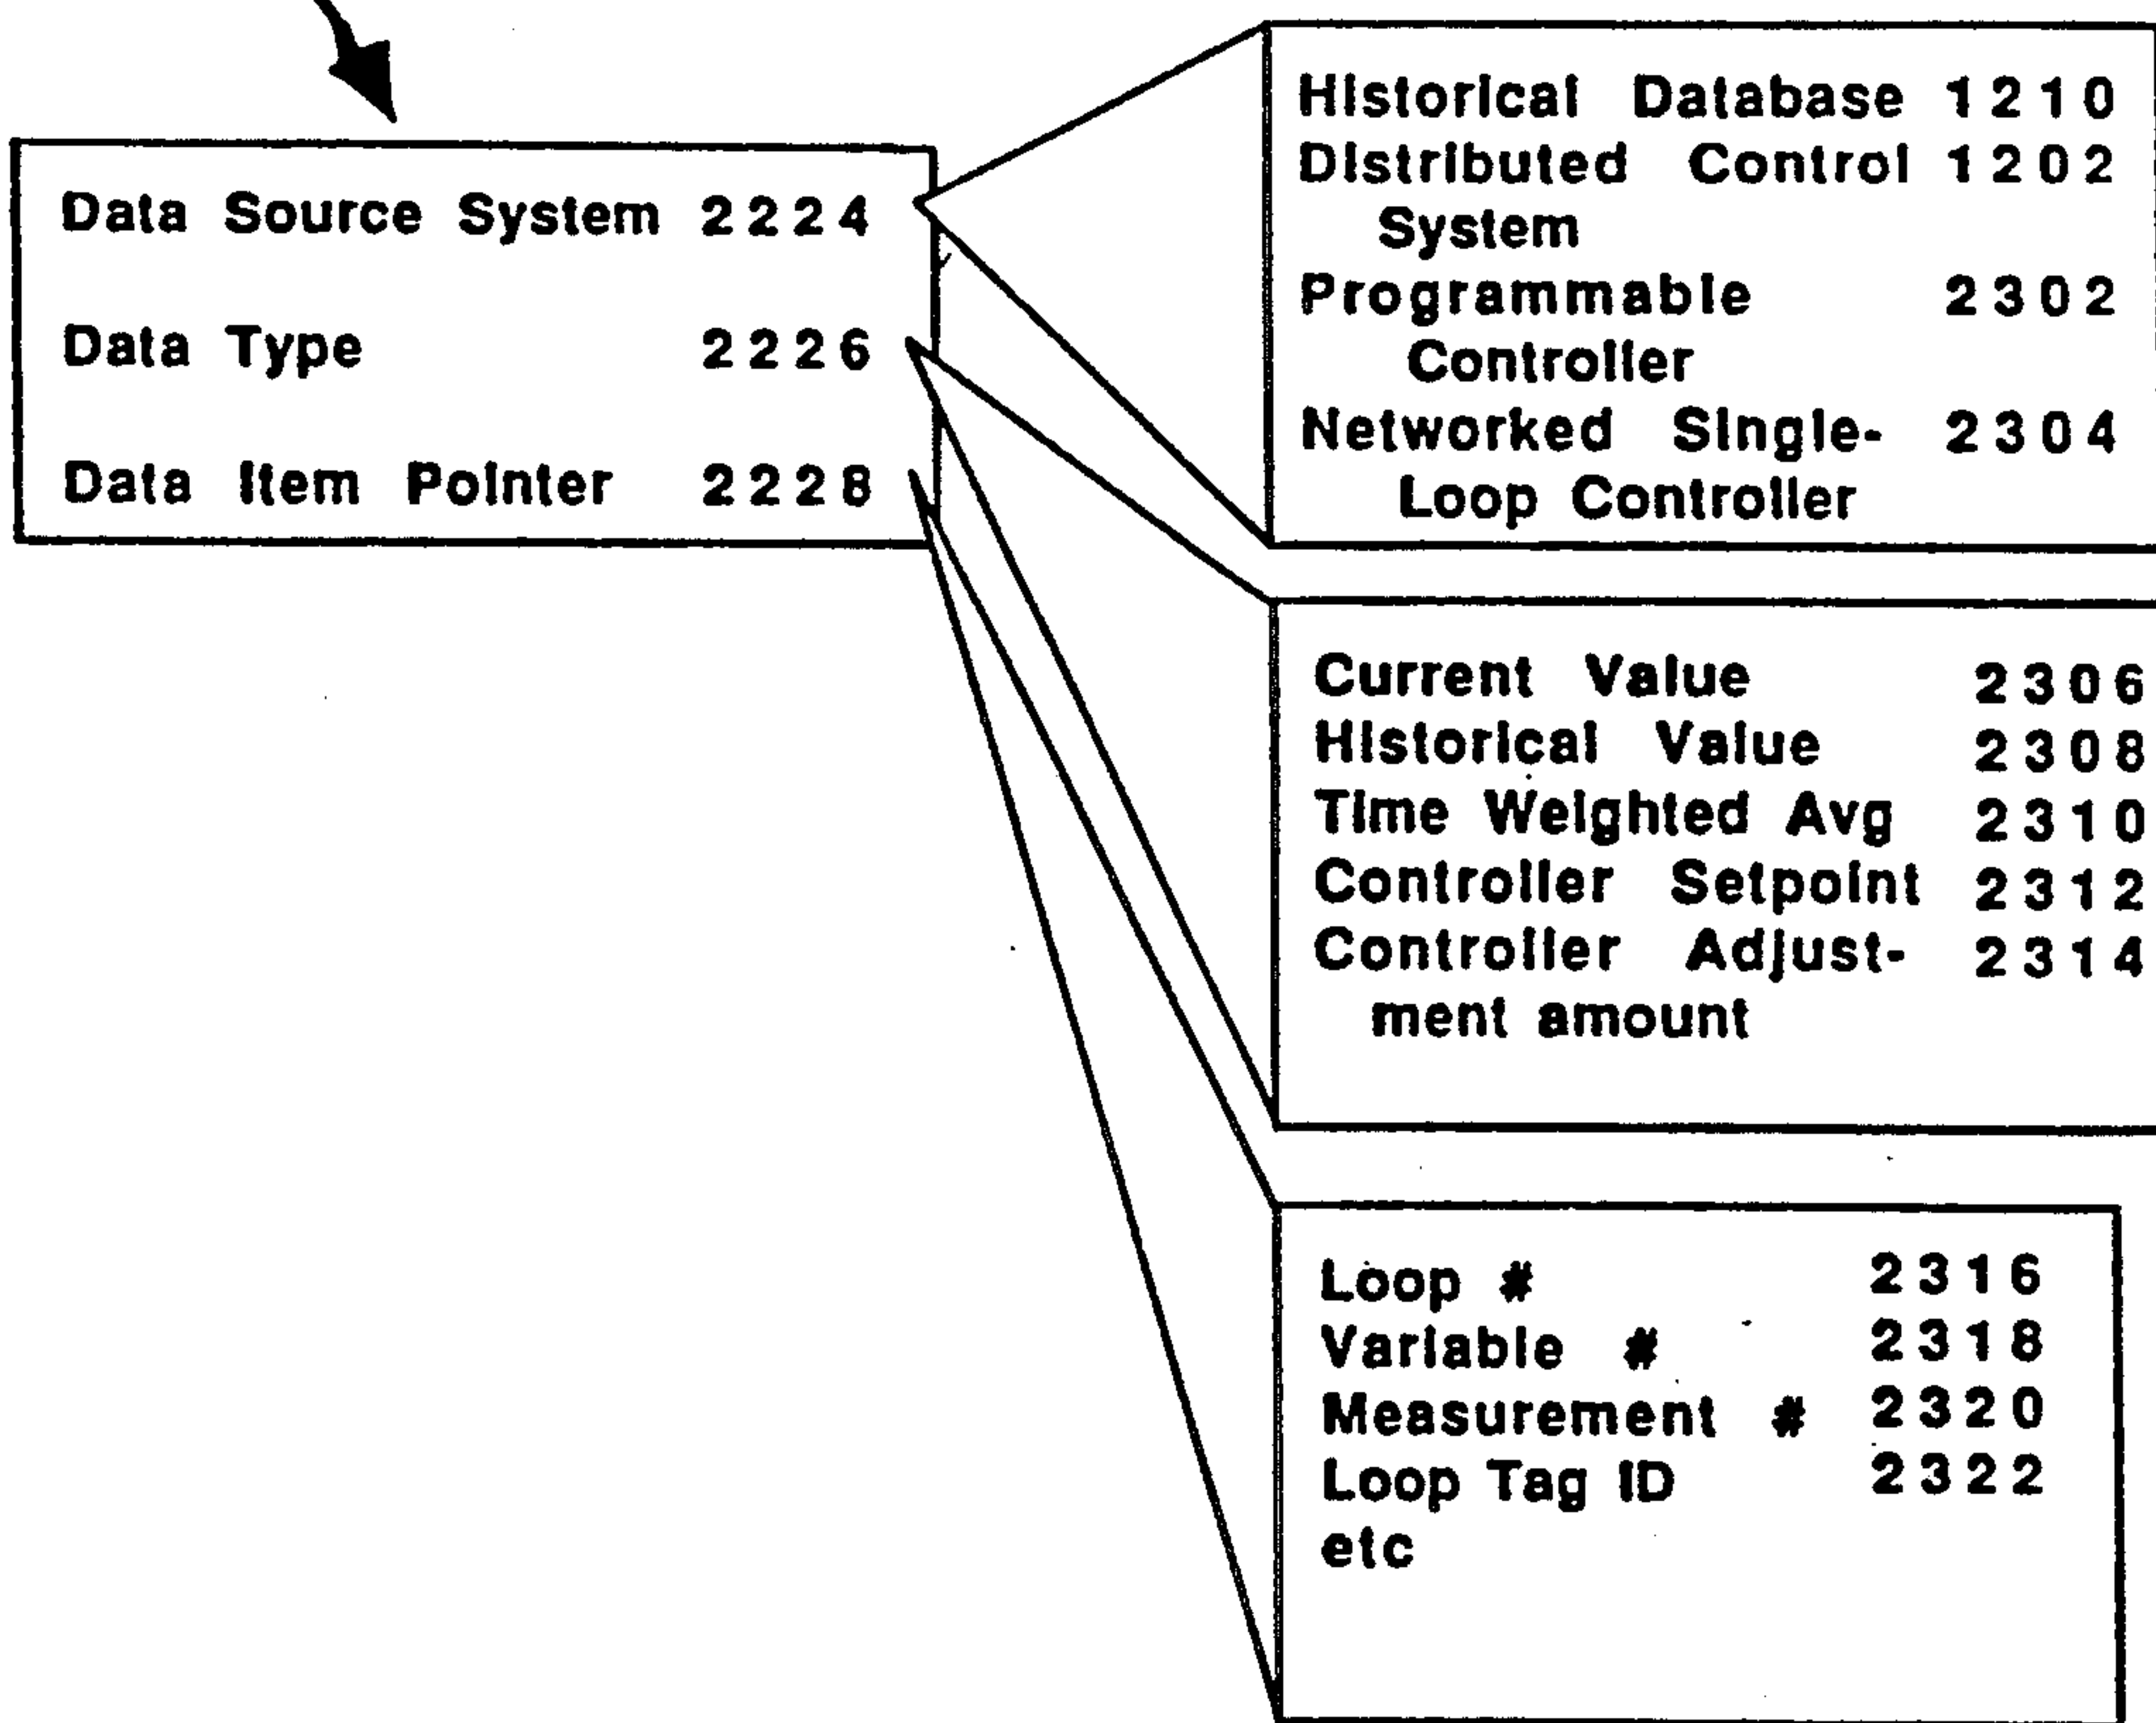 Data Source System 2224
Data Type 2226
Data Item Pointer 2228
Historical Database 1210
Distributed Control 1202
System
Programmable 2302
Controller
Networked Single- 2304
Loop Controller
Current Value 2306
Historical Value 2308
Time Weighted Avg 2310
Controller Setpoint 2312
Controller Adjust- 2314
ment amount
Loop # 2316
Variable # 2318
Measurement # 2320
Loop Tag ID 2322
etc